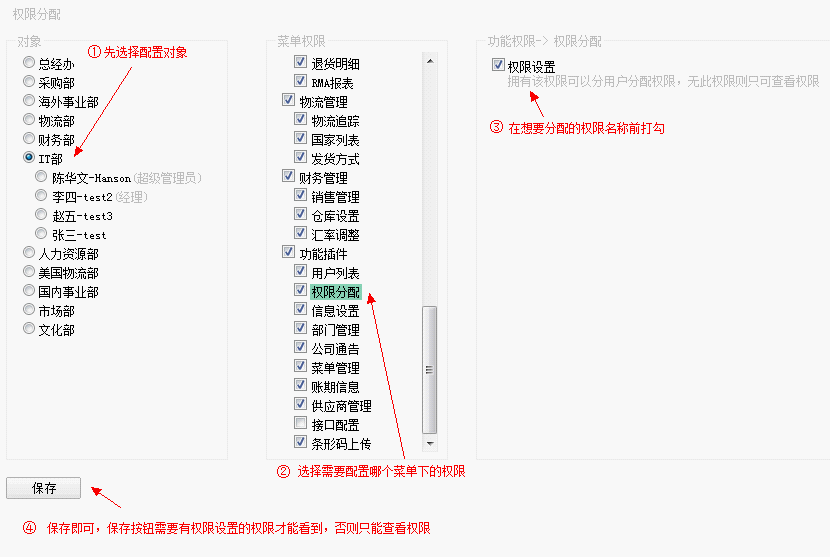 权限分配
对象
①先选择配置对象
总经办
采购部
海外事业部
物流部
财务部
IT部
陈华文-Hanson(超级管理员)
李四-test2(经理)
赵五-test3
张三-test
人力资源部
美国物流部
国内事业部
市场部
文化部
菜单权限
退货明细
RMA报表
物流管理
物流追踪
国家列表
发货方式
财务管理
销售管理
仓库设置
汇率调整
功能插件
用户列表
权限分配
信息设置
部门管理
公司通告
菜单管理
账期信息
供应商管理
接口配置
条形码上传
② 选择需要配置哪个菜单下的权限
功能权限-> 权限分配
权限设置
拥有该权限可以分用户分配权限，无此权限则只可查看权限
③ 在想要分配的权限名称前打勾
保存
④ 保存即可，保存按钮需要有权限设置的权限才能看到，否则只能查看权限